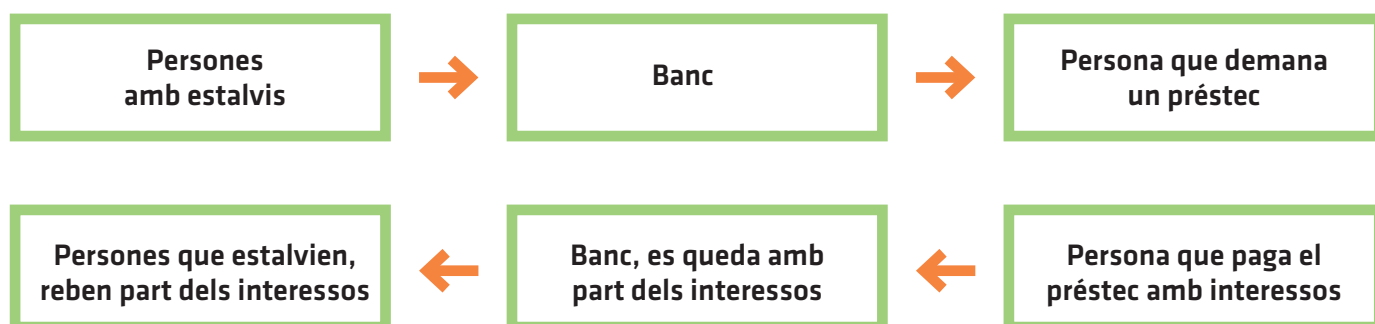 Persones
amb estalvis
Banc
Persona que demana
un préstec
Persones que estalvien,
reben part dels interessos
Banc, es queda amb
part dels interessos
Persona que paga el
préstec amb interessos